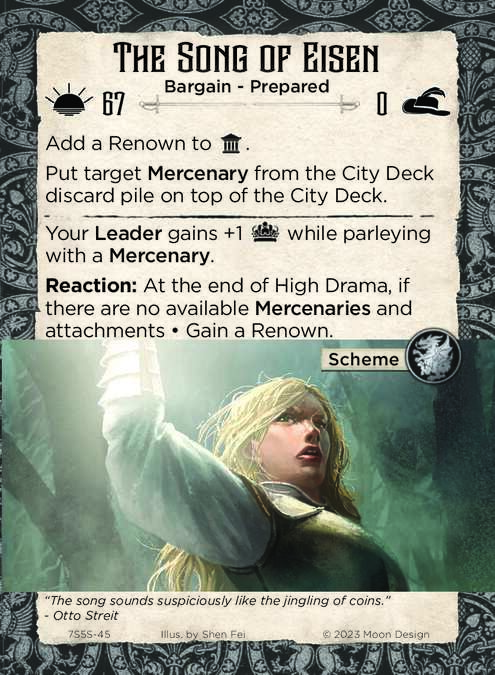 The Song of Eisen
Bargain - Prepared
67 0
Add a Renown to .
Put target Mercenary from the City Deck
discard pile on top of the City Deck.
Your Leader gains +1 while parleying
with a Mercenary.
Reaction: At the end of High Drama, if
there are no available Mercenaries and
attachments • Gain a Renown.
Scheme
"The song sounds suspiciously like the jingling of coins."
- Otto Streit
7S5S-45 Illus. by Shen Fei © 2023 Moon Design